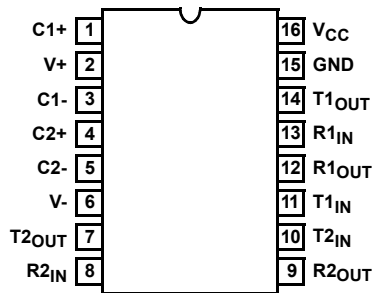 C1+ 1 16 VCC
V+ 2 15 GND
C1- 3 14 T1OUT
C2+ 4 13 R1IN
C2- 5 12 R1OUT
V- 6 11 T1IN
T2OUT 7 10 T2IN
R2IN 8 9 R2OUT